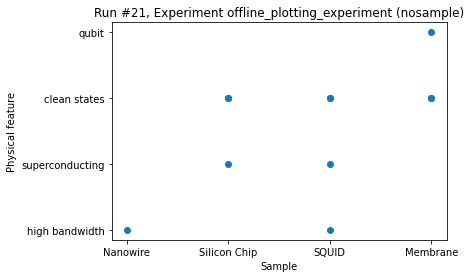 Run #21, Experiment offline_plotting_experiment (nosample)
qubit
clean states
superconducting
high bandwidth
Physical feature
Nanowire Silicon Chip SQUID Membrane
Sample